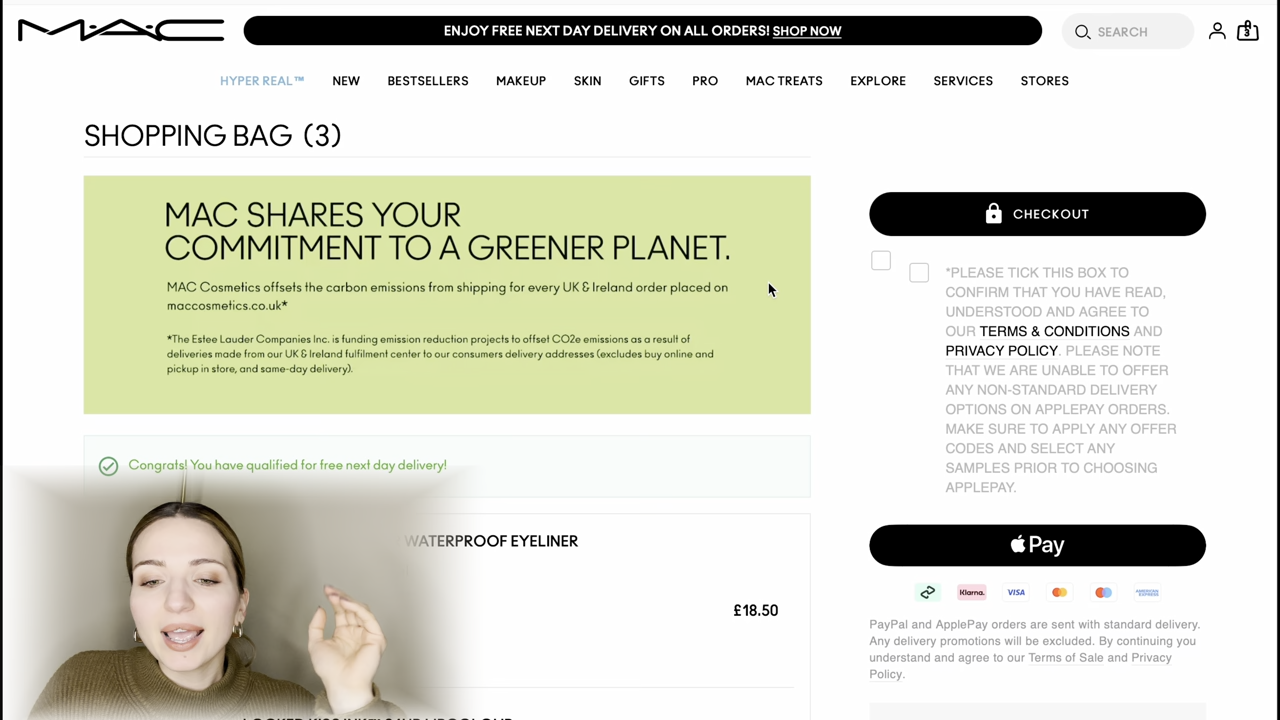 MAC
ENJOY FREE NEXT DAY DELIVERY ON ALL ORDERS! SHOP NOW
SEARCH
HYPER REAL™ NEW BESTSELLERS MAKEUP SKIN GIFTS PRO MAC TREATS EXPLORE SERVICES STORES
SHOPPING BAG (3)
MAC SHARES YOUR
COMMITMENT TO A GREENER PLANET.
MAC Cosmetics offsets the carbon emissions from shipping for every UK & Ireland order placed on
maccosmetics.co.uk*
*The Estee Lauder Companies Inc. is funding emission reduction projects to offset CO2e emissions as a result of
deliveries made from our UK & Ireland fulfilment center to our consumers delivery addresses (excludes buy online and
pickup in store, and same-day delivery).
Congrats! You have qualified for free next day delivery!
WATERPROOF EYELINER
£18.50
CHECKOUT
*PLEASE TICK THIS BOX TO
CONFIRM THAT YOU HAVE READ,
UNDERSTOOD AND AGREE TO
OUR TERMS & CONDITIONS AND
PRIVACY POLICY. PLEASE NOTE
THAT WE ARE UNABLE TO OFFER
ANY NON-STANDARD DELIVERY
OPTIONS ON APPLEPAY ORDERS.
MAKE SURE TO APPLY ANY OFFER
CODES AND SELECT ANY
SAMPLES PRIOR TO CHOOSING
APPLEPAY.
Pay
Klarna. VISA AMERICAN EXPRESS
PayPal and ApplePay orders are sent with standard delivery.
Any delivery promotions will be excluded. By continuing you
understand and agree to our Terms of Sale and Privacy
Policy.